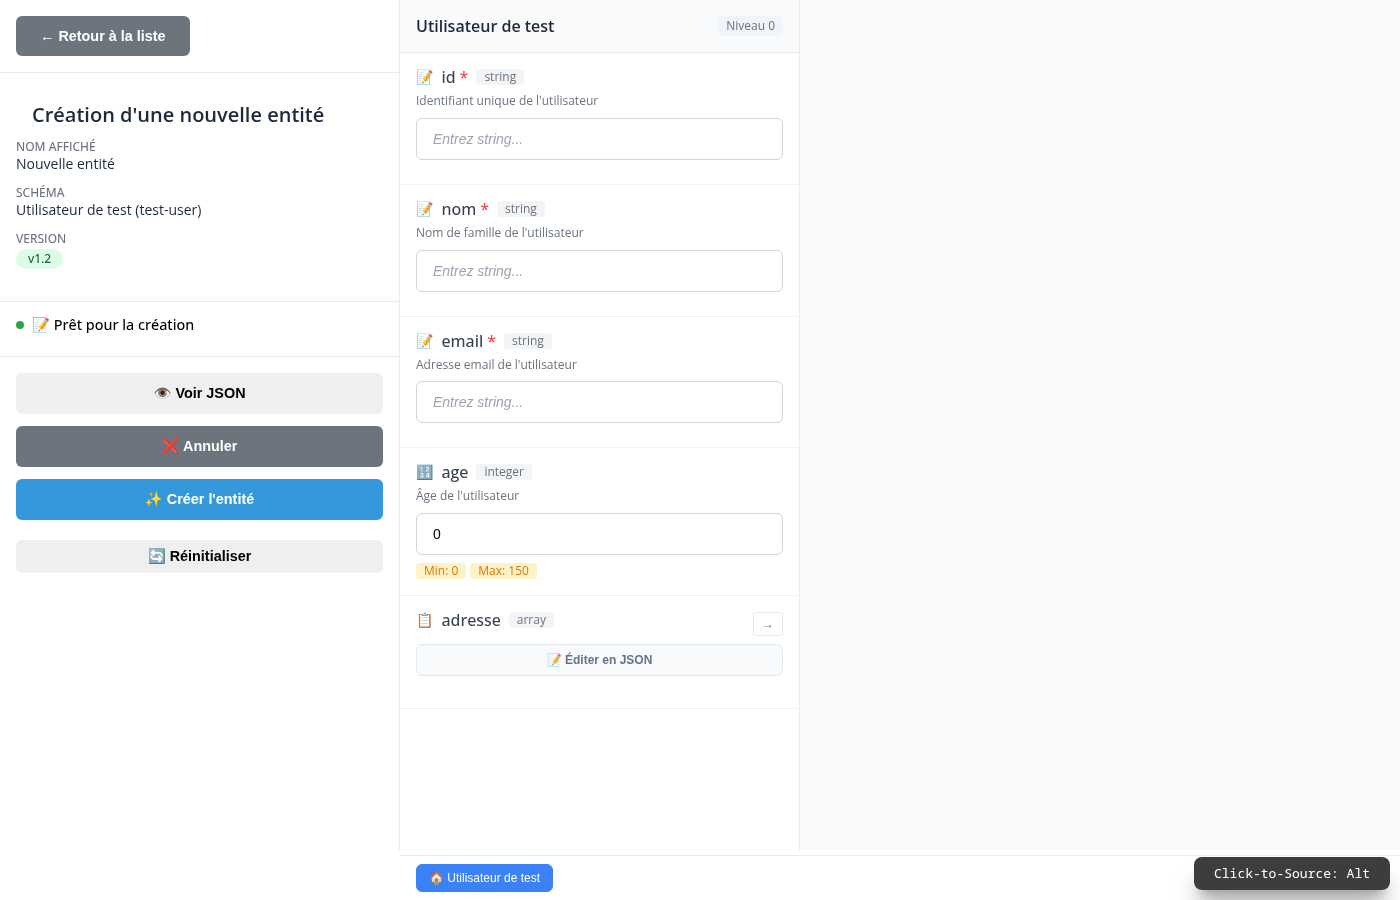 ← Retour à la liste
Création d'une nouvelle entité
NOM AFFICHÉ
Nouvelle entité
SCHÉMA
Utilisateur de test (test-user)
VERSION
v1.2
Prêt pour la création
Voir JSON
Annuler
Créer l'entité
Réinitialiser
Utilisateur de test Niveau 0
id * string
Identifiant unique de l'utilisateur
Entrez string...
nom * string
Nom de famille de l'utilisateur
Entrez string...
email * string
Adresse email de l'utilisateur
Entrez string...
age integer
Âge de l'utilisateur
0
Min: 0 Max: 150
adresse array →
Éditer en JSON
Utilisateur de test
Click-to-Source: Alt